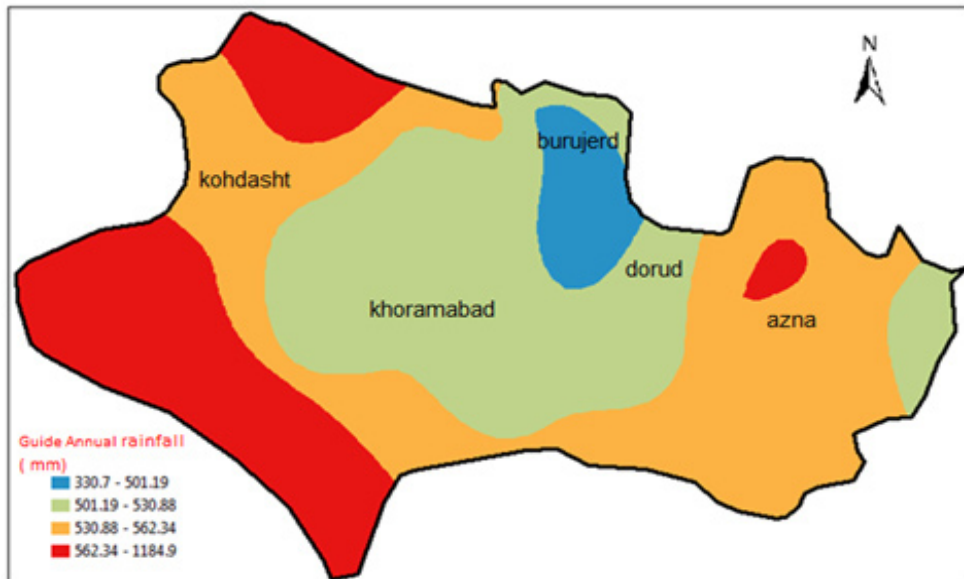 N
burujerd
kohdasht
dorud
khoramabad
azna
Guide Annual rainfall
( mm)
330.7 - 501.19
501.19 - 530.88
530.88 - 562.34
562.34 - 1184.9